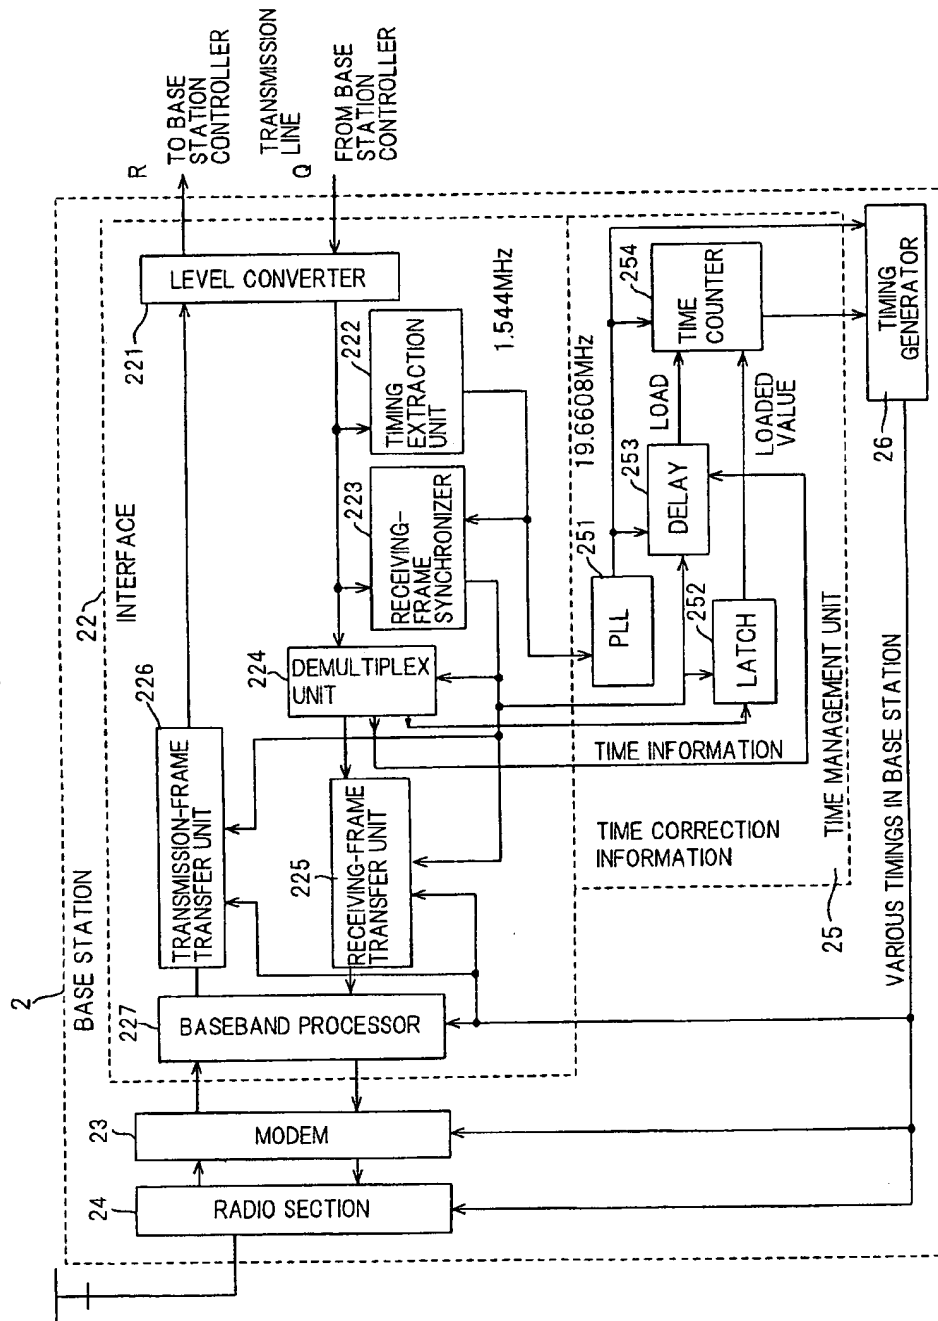 2
BASE STATION
22
INTERFACE
R
TO BASE
STATION
CONTROLLER
TRANSMISSION
LINE
Q
FROM BASE
STATION
CONTROLLER
24
RADIO SECTION
23
MODEM
227
BASEBAND PROCESSOR
226
TRANSMISSION-FRAME
TRANSFER UNIT
225
RECEIVING-FRAME
TRANSFER UNIT
224
DEMULTIPLEX
UNIT
223
RECEIVING-
FRAME
SYNCHRONIZER
222
TIMING
EXTRACTION
UNIT
221
LEVEL CONVERTER
1.544MHz
19.6608MHz
251
PLL
252
LATCH
253
DELAY
254
TIME
COUNTER
LOAD
LOADED
VALUE
TIME INFORMATION
TIME CORRECTION
INFORMATION
25
TIME MANAGEMENT UNIT
26
TIMING
GENERATOR
VARIOUS TIMINGS IN BASE STATION